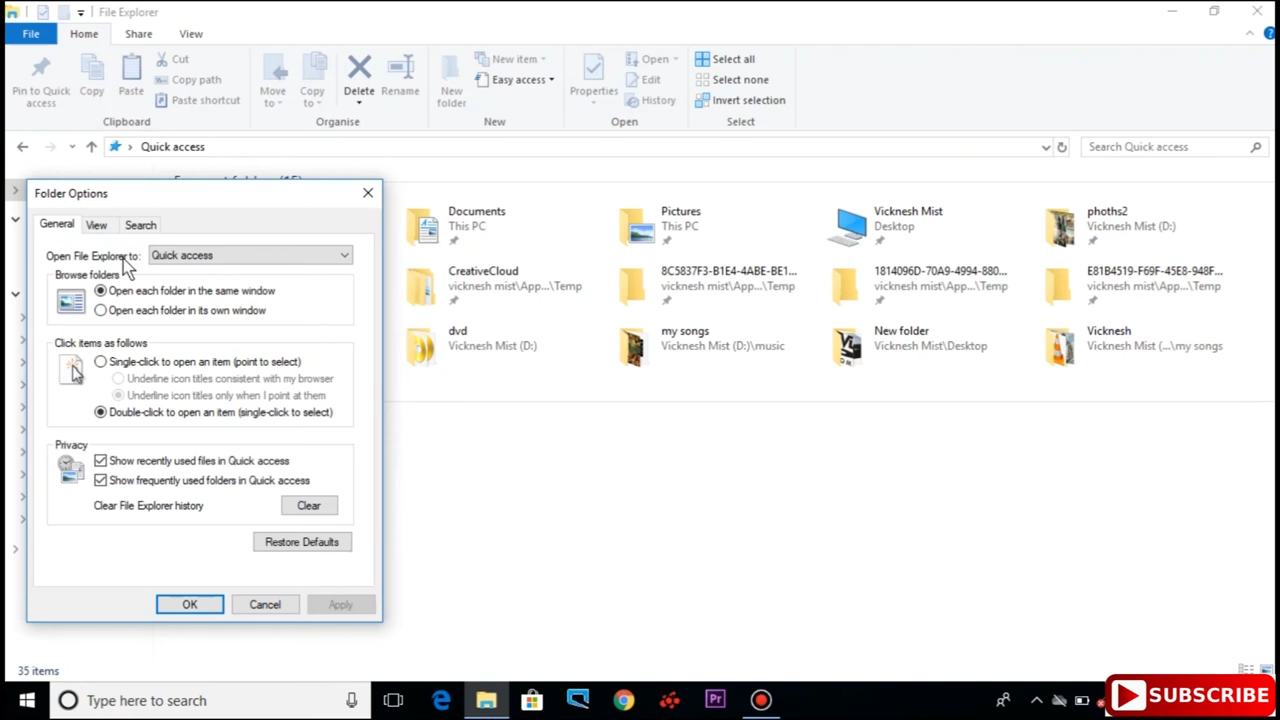 File Explorer
File Home Share View
Pin to Quick access
Copy
Paste
Cut
Copy path
Paste shortcut
Clipboard
Move to
Copy to
Delete
Rename
Organise
New folder
New item
Easy access
New
Properties
Open
Edit
History
Open
Select all
Select none
Invert selection
Select
Quick access
Search Quick access
Folder Options
General View Search
Open File Explorer to: Quick access
Browse folders
Open each folder in the same window
Open each folder in its own window
Click items as follows
Single-click to open an item (point to select)
Underline icon titles consistent with my browser
Underline icon titles only when I point at them
Double-click to open an item (single-click to select)
Privacy
Show recently used files in Quick access
Show frequently used folders in Quick access
Clear File Explorer history Clear
Restore Defaults
OK Cancel Apply
Documents
This PC
Pictures
This PC
Vicknesh Mist
Desktop
phoths2
Vicknesh Mist (D:)
CreativeCloud
vicknesh mist\App...\Temp
8C5837F3-B1E4-4ABE-BE1...
vicknesh mist\App...\Temp
1814096D-70A9-4994-880...
vicknesh mist\App...\Temp
E81B4519-F69F-45E8-948F...
vicknesh mist\App...\Temp
dvd
Vicknesh Mist (D:)
my songs
Vicknesh Mist (D:)\music
New folder
Vicknesh Mist\Desktop
Vicknesh
Vicknesh Mist (...\my songs
35 items
Type here to search
Pr
SUBSCRIBE